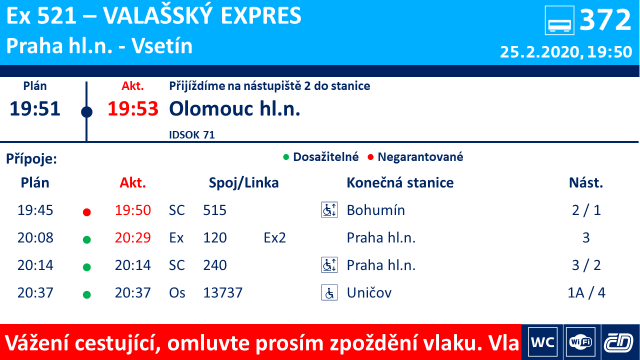 Ex 521 – VALAŠSKÝ EXPRES
372
Praha hl.n. - Vsetín
25.2.2020, 19:50
Plán Akt. Přijíždíme na nástupiště 2 do stanice
19:51 19:53 Olomouc hl.n.
IDSOK 71
Přípoje: Dosažitelné Negarantované
Plán Akt. Spoj/Linka Konečná stanice Nást.
19:45 19:50 SC 515 Bohumín 2 / 1
20:08 20:29 Ex 120 Ex2 Praha hl.n. 3
20:14 20:14 SC 240 Praha hl.n. 3 / 2
20:37 20:37 Os 13737 Uničov 1A / 4
Vážení cestující, omluvte prosím zpoždění vlaku. Vla WC WiFi ČD